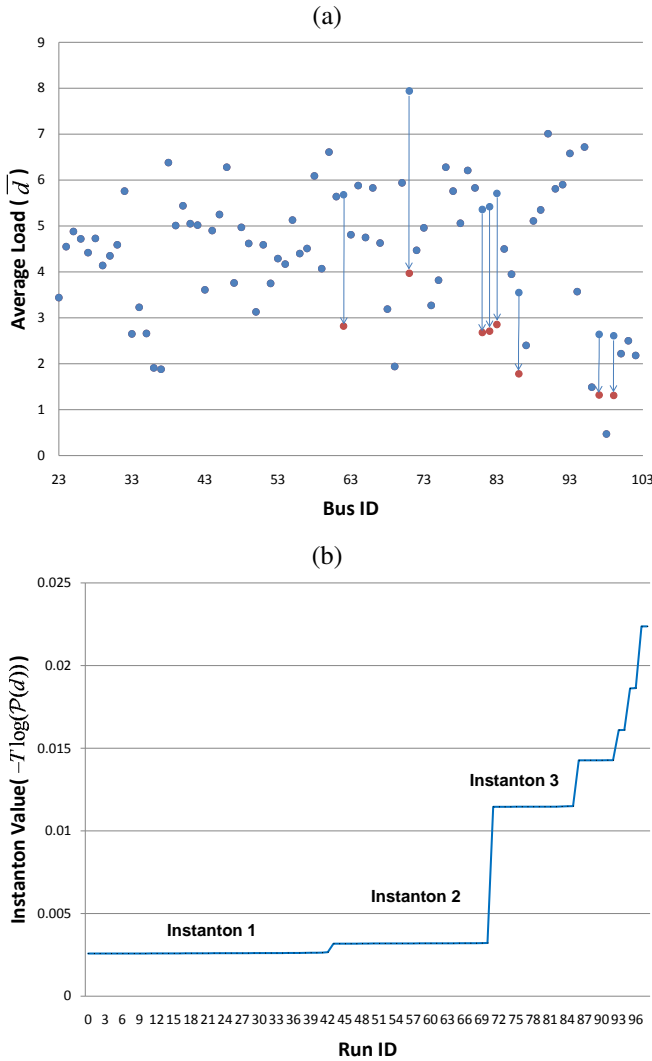 (a)
9
8
7
6
5
4
3
2
1
0
Average Load ( d̅ )
23 33 43 53 63 73 83 93 103
Bus ID
(b)
0.025
0.02
0.015
0.01
0.005
0
Instanton Value( −T log(𝒫(d)))
Instanton 1
Instanton 2
Instanton 3
0 3 6 9 12 15 18 21 24 27 30 33 36 39 42 45 48 51 54 57 60 63 66 69 72 75 78 81 84 87 90 93 96
Run ID